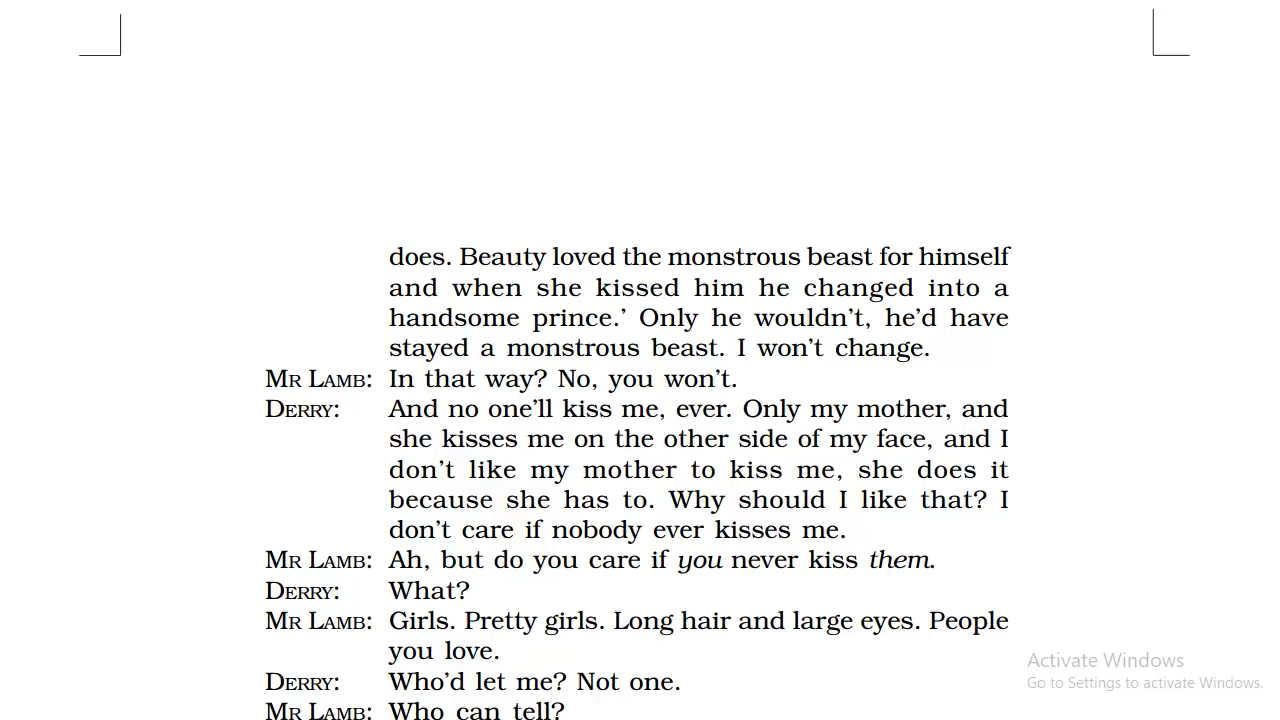 does. Beauty loved the monstrous beast for himself
and when she kissed him he changed into a
handsome prince.’ Only he wouldn’t, he’d have
stayed a monstrous beast. I won’t change.
MR LAMB: In that way? No, you won’t.
DERRY: And no one’ll kiss me, ever. Only my mother, and
she kisses me on the other side of my face, and I
don’t like my mother to kiss me, she does it
because she has to. Why should I like that? I
don’t care if nobody ever kisses me.
MR LAMB: Ah, but do you care if you never kiss them.
DERRY: What?
MR LAMB: Girls. Pretty girls. Long hair and large eyes. People
you love.
DERRY: Who’d let me? Not one.
MR LAMB: Who can tell?
Activate Windows
Go to Settings to activate Windows.